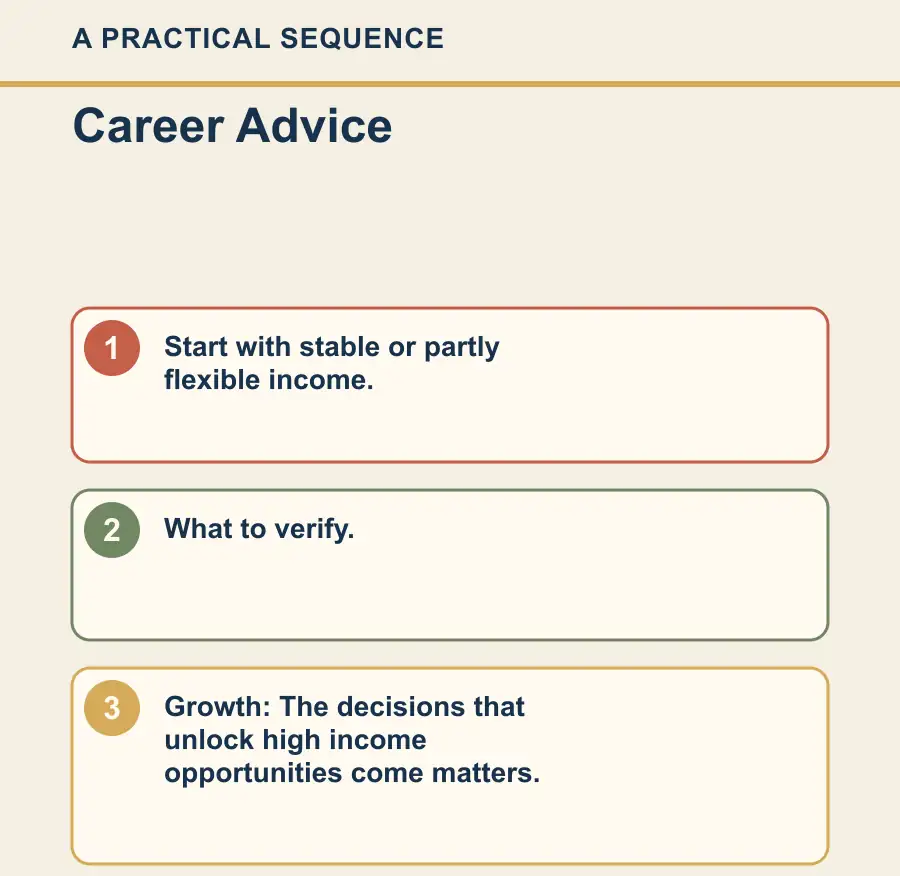 A PRACTICAL SEQUENCE
Career Advice
1
Start with stable or partly
flexible income.
2
What to verify.
3
Growth: The decisions that
unlock high income
opportunities come matters.